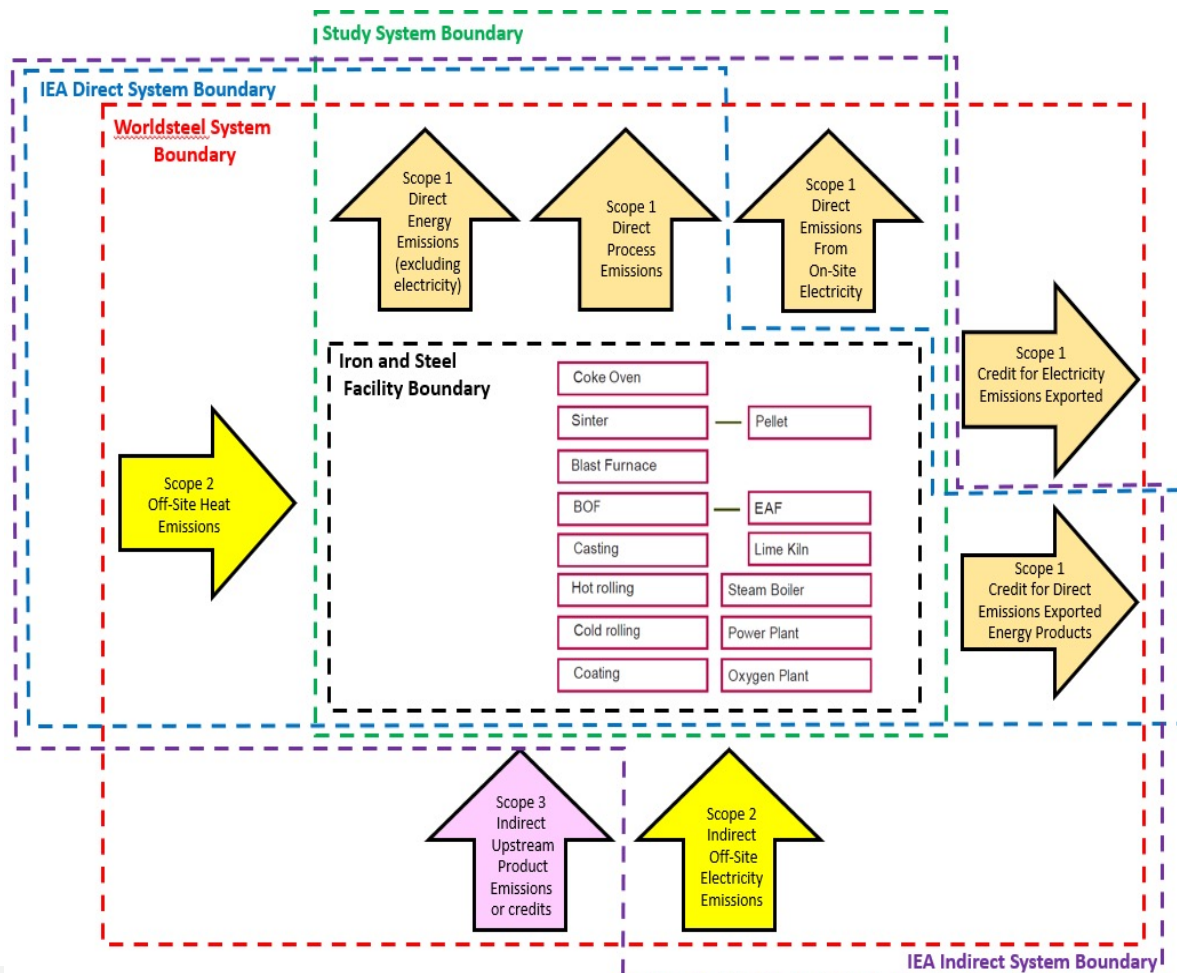 Study System Boundary
IEA Direct System Boundary
Worldsteel System
Boundary
Scope 1
Direct
Energy
Emissions
(excluding
electricity)
Scope 1
Direct
Process
Emissions
Scope 1
Direct
Emissions
From
On-Site
Electricity
Iron and Steel
Facility Boundary
Coke Oven
Sinter
Pellet
Blast Furnace
BOF
EAF
Casting
Lime Kiln
Hot rolling
Steam Boiler
Cold rolling
Power Plant
Coating
Oxygen Plant
Scope 2
Off-Site Heat
Emissions
Scope 1
Credit for Electricity
Emissions Exported
Scope 1
Credit for Direct
Emissions Exported
Energy Products
Scope 3
Indirect
Upstream
Product
Emissions
or credits
Scope 2
Indirect
Off-Site
Electricity
Emissions
IEA Indirect System Boundary